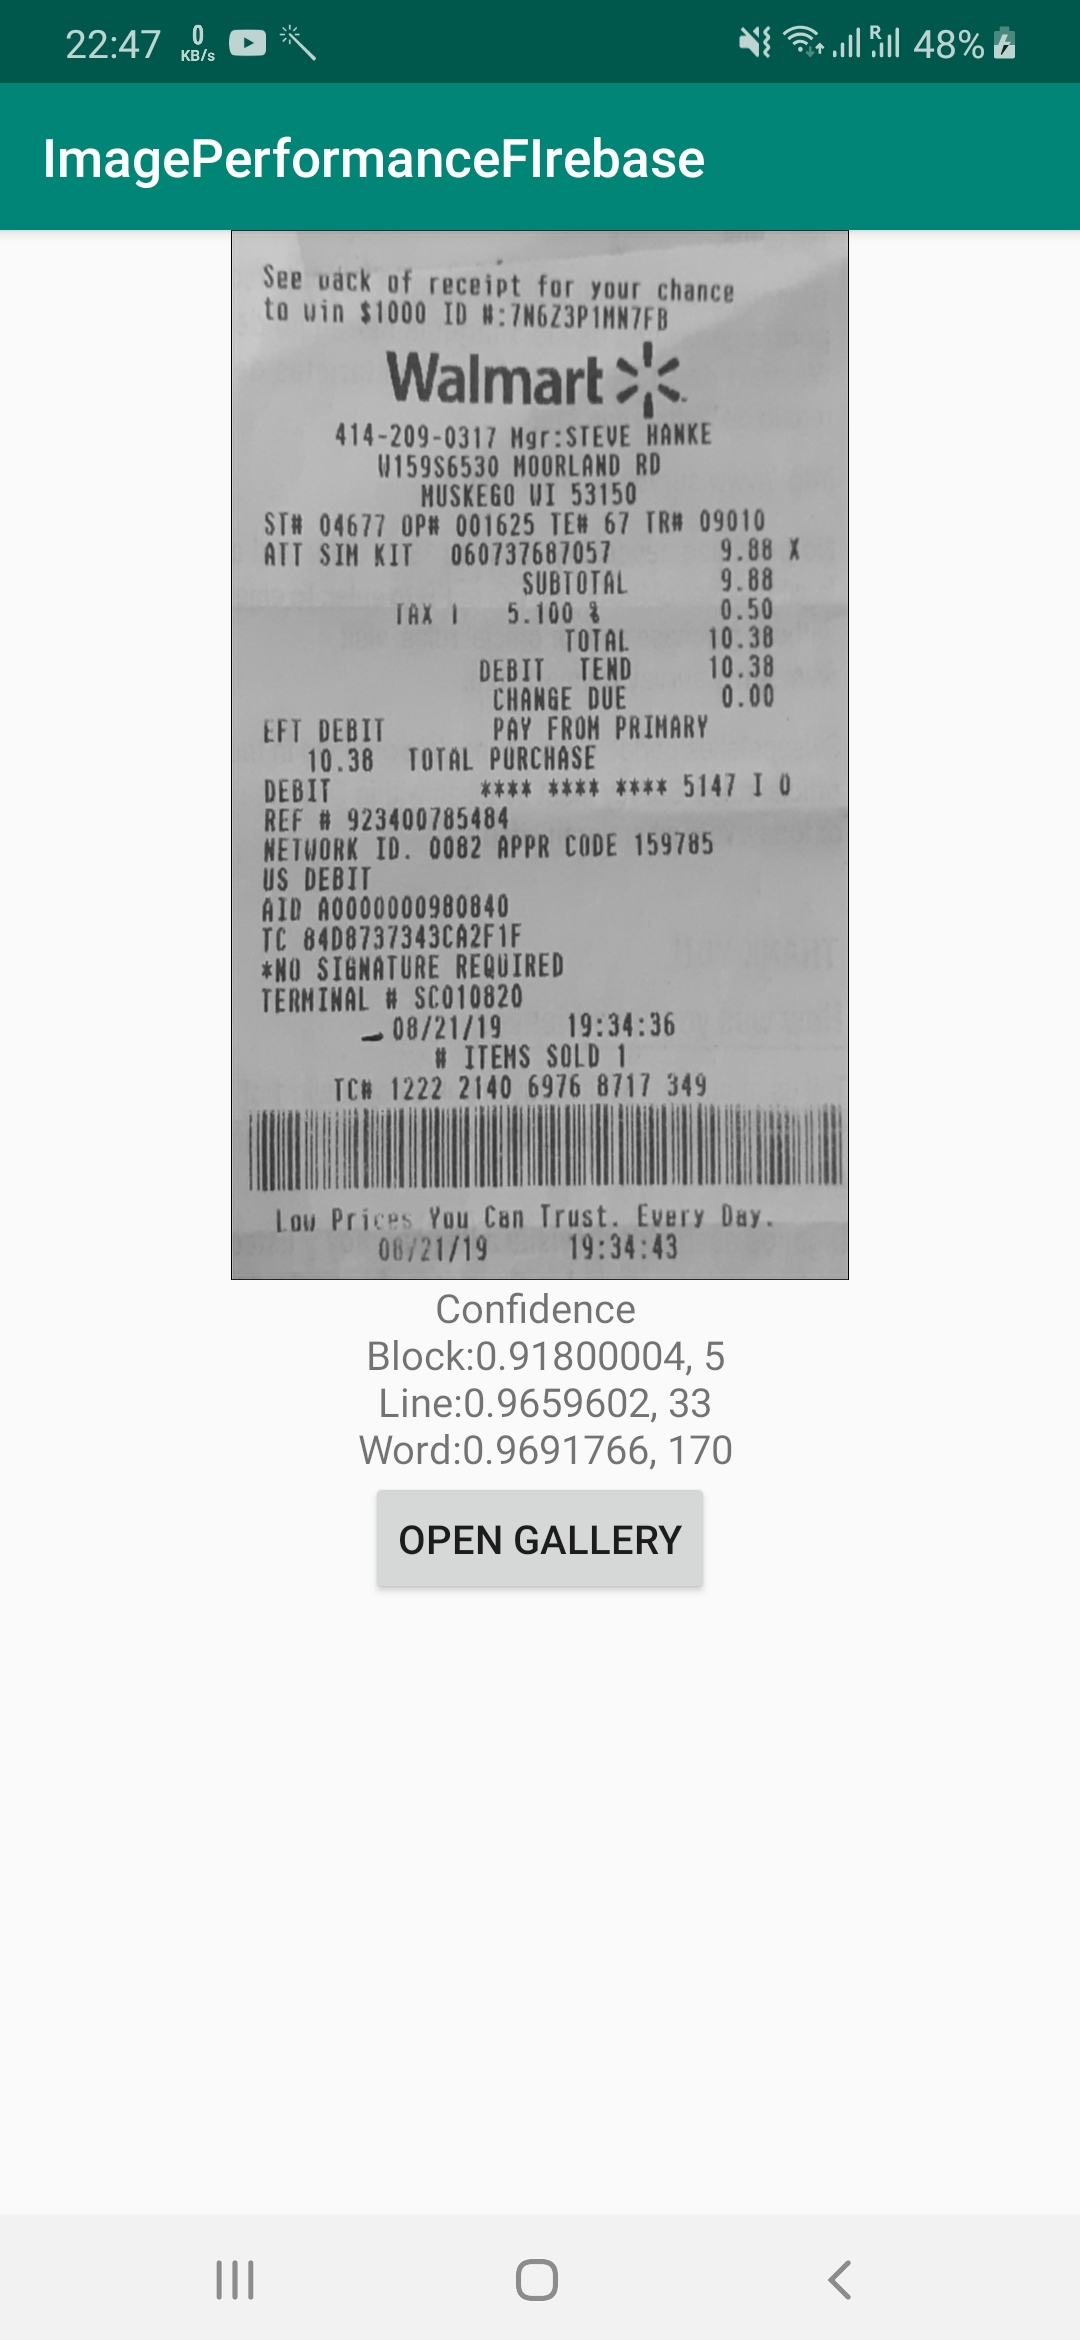 22:47 0 KB/s R 48%
ImagePerformanceFIrebase
See back of receipt for your chance
to win $1000 ID #:7N6Z3P1MN7FB
Walmart
414-209-0317 Mgr:STEVE HANKE
W159S6530 MOORLAND RD
MUSKEGO WI 53150
ST# 04677 OP# 001625 TE# 67 TR# 09010
ATT SIM KIT 060737687057 9.88 X
SUBTOTAL 9.88
TAX 1 5.100 % 0.50
TOTAL 10.38
DEBIT TEND 10.38
CHANGE DUE 0.00
EFT DEBIT PAY FROM PRIMARY
10.38 TOTAL PURCHASE
DEBIT **** **** **** 5147 I 0
REF # 923400785484
NETWORK ID. 0082 APPR CODE 159785
US DEBIT
AID A0000000980840
TC 84D8737343CA2F1F
*NO SIGNATURE REQUIRED
TERMINAL # SC010820
08/21/19 19:34:36
# ITEMS SOLD 1
TC# 1222 2140 6976 8717 349
Low Prices You Can Trust. Every Day.
08/21/19 19:34:43
Confidence
Block:0.91800004, 5
Line:0.9659602, 33
Word:0.9691766, 170
OPEN GALLERY